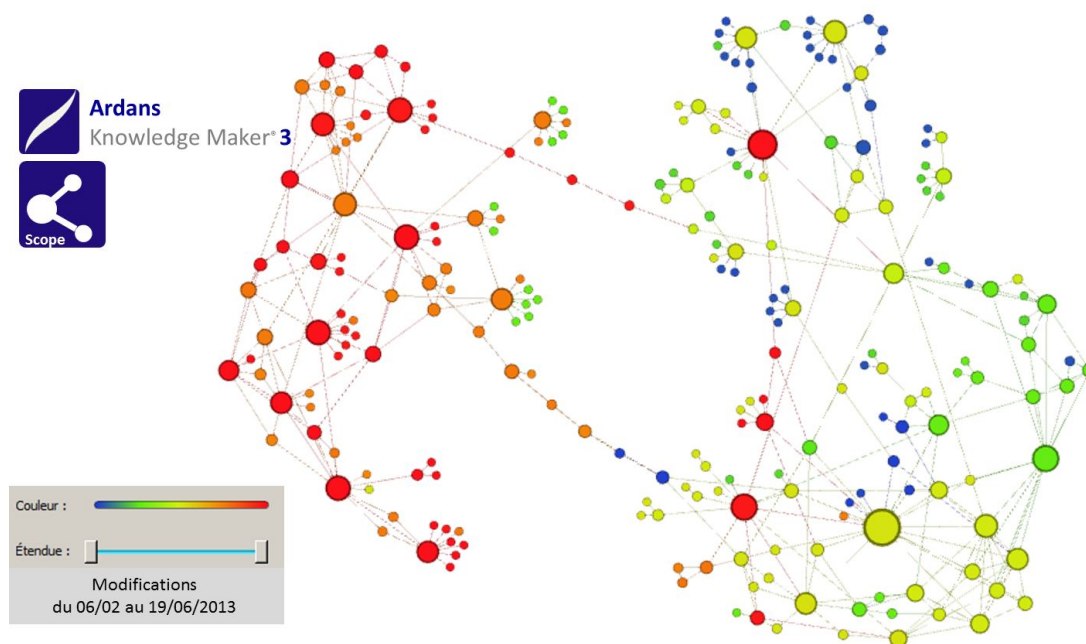 Ardans
Knowledge Maker® 3
Scope
Couleur :
Étendue :
Modifications
du 06/02 au 19/06/2013